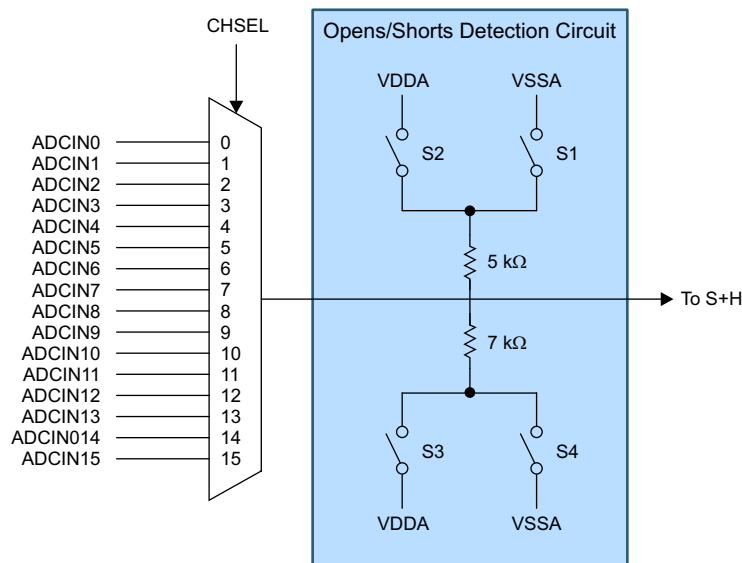 CHSEL
Opens/Shorts Detection Circuit
VDDA
VSSA
S2
S1
5 kΩ
ADCIN0
0
ADCIN1
1
ADCIN2
2
ADCIN3
3
ADCIN4
4
ADCIN5
5
ADCIN6
6
ADCIN7
7
ADCIN8
8
ADCIN9
9
ADCIN10
10
ADCIN11
11
ADCIN12
12
ADCIN13
13
ADCIN014
14
ADCIN15
15
To S+H
7 kΩ
S3
S4
VDDA
VSSA